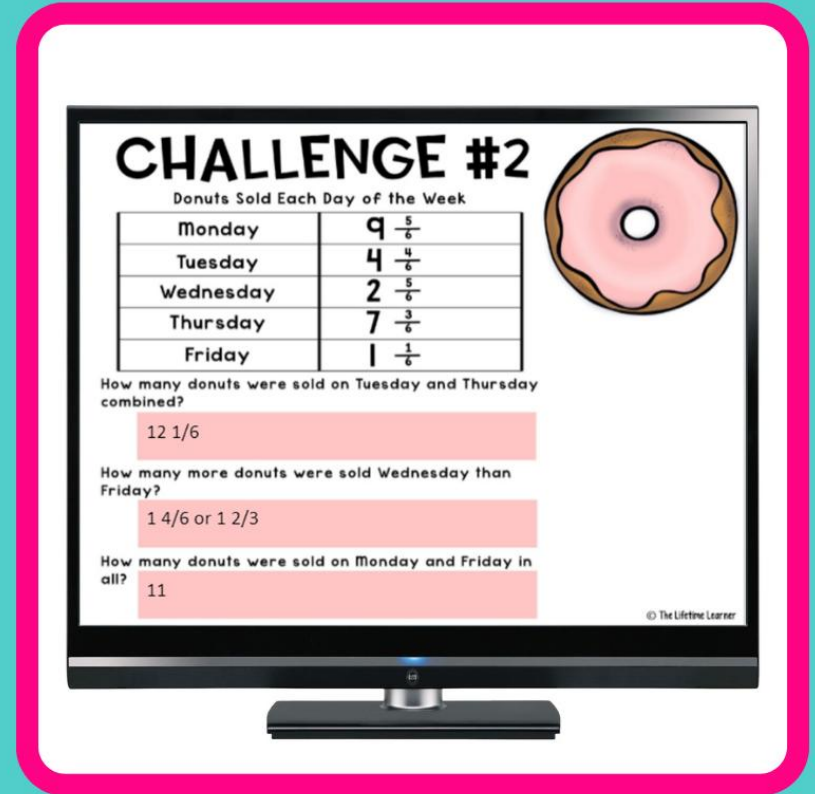 CHALLENGE #2
Donuts Sold Each Day of the Week
Monday 9 5/6
Tuesday 4 4/6
Wednesday 2 5/6
Thursday 7 3/6
Friday 1 1/6
How many donuts were sold on Tuesday and Thursday
combined?
12 1/6
How many more donuts were sold Wednesday than
Friday?
1 4/6 or 1 2/3
How many donuts were sold on Monday and Friday in
all?
11
© The Lifetime Learner